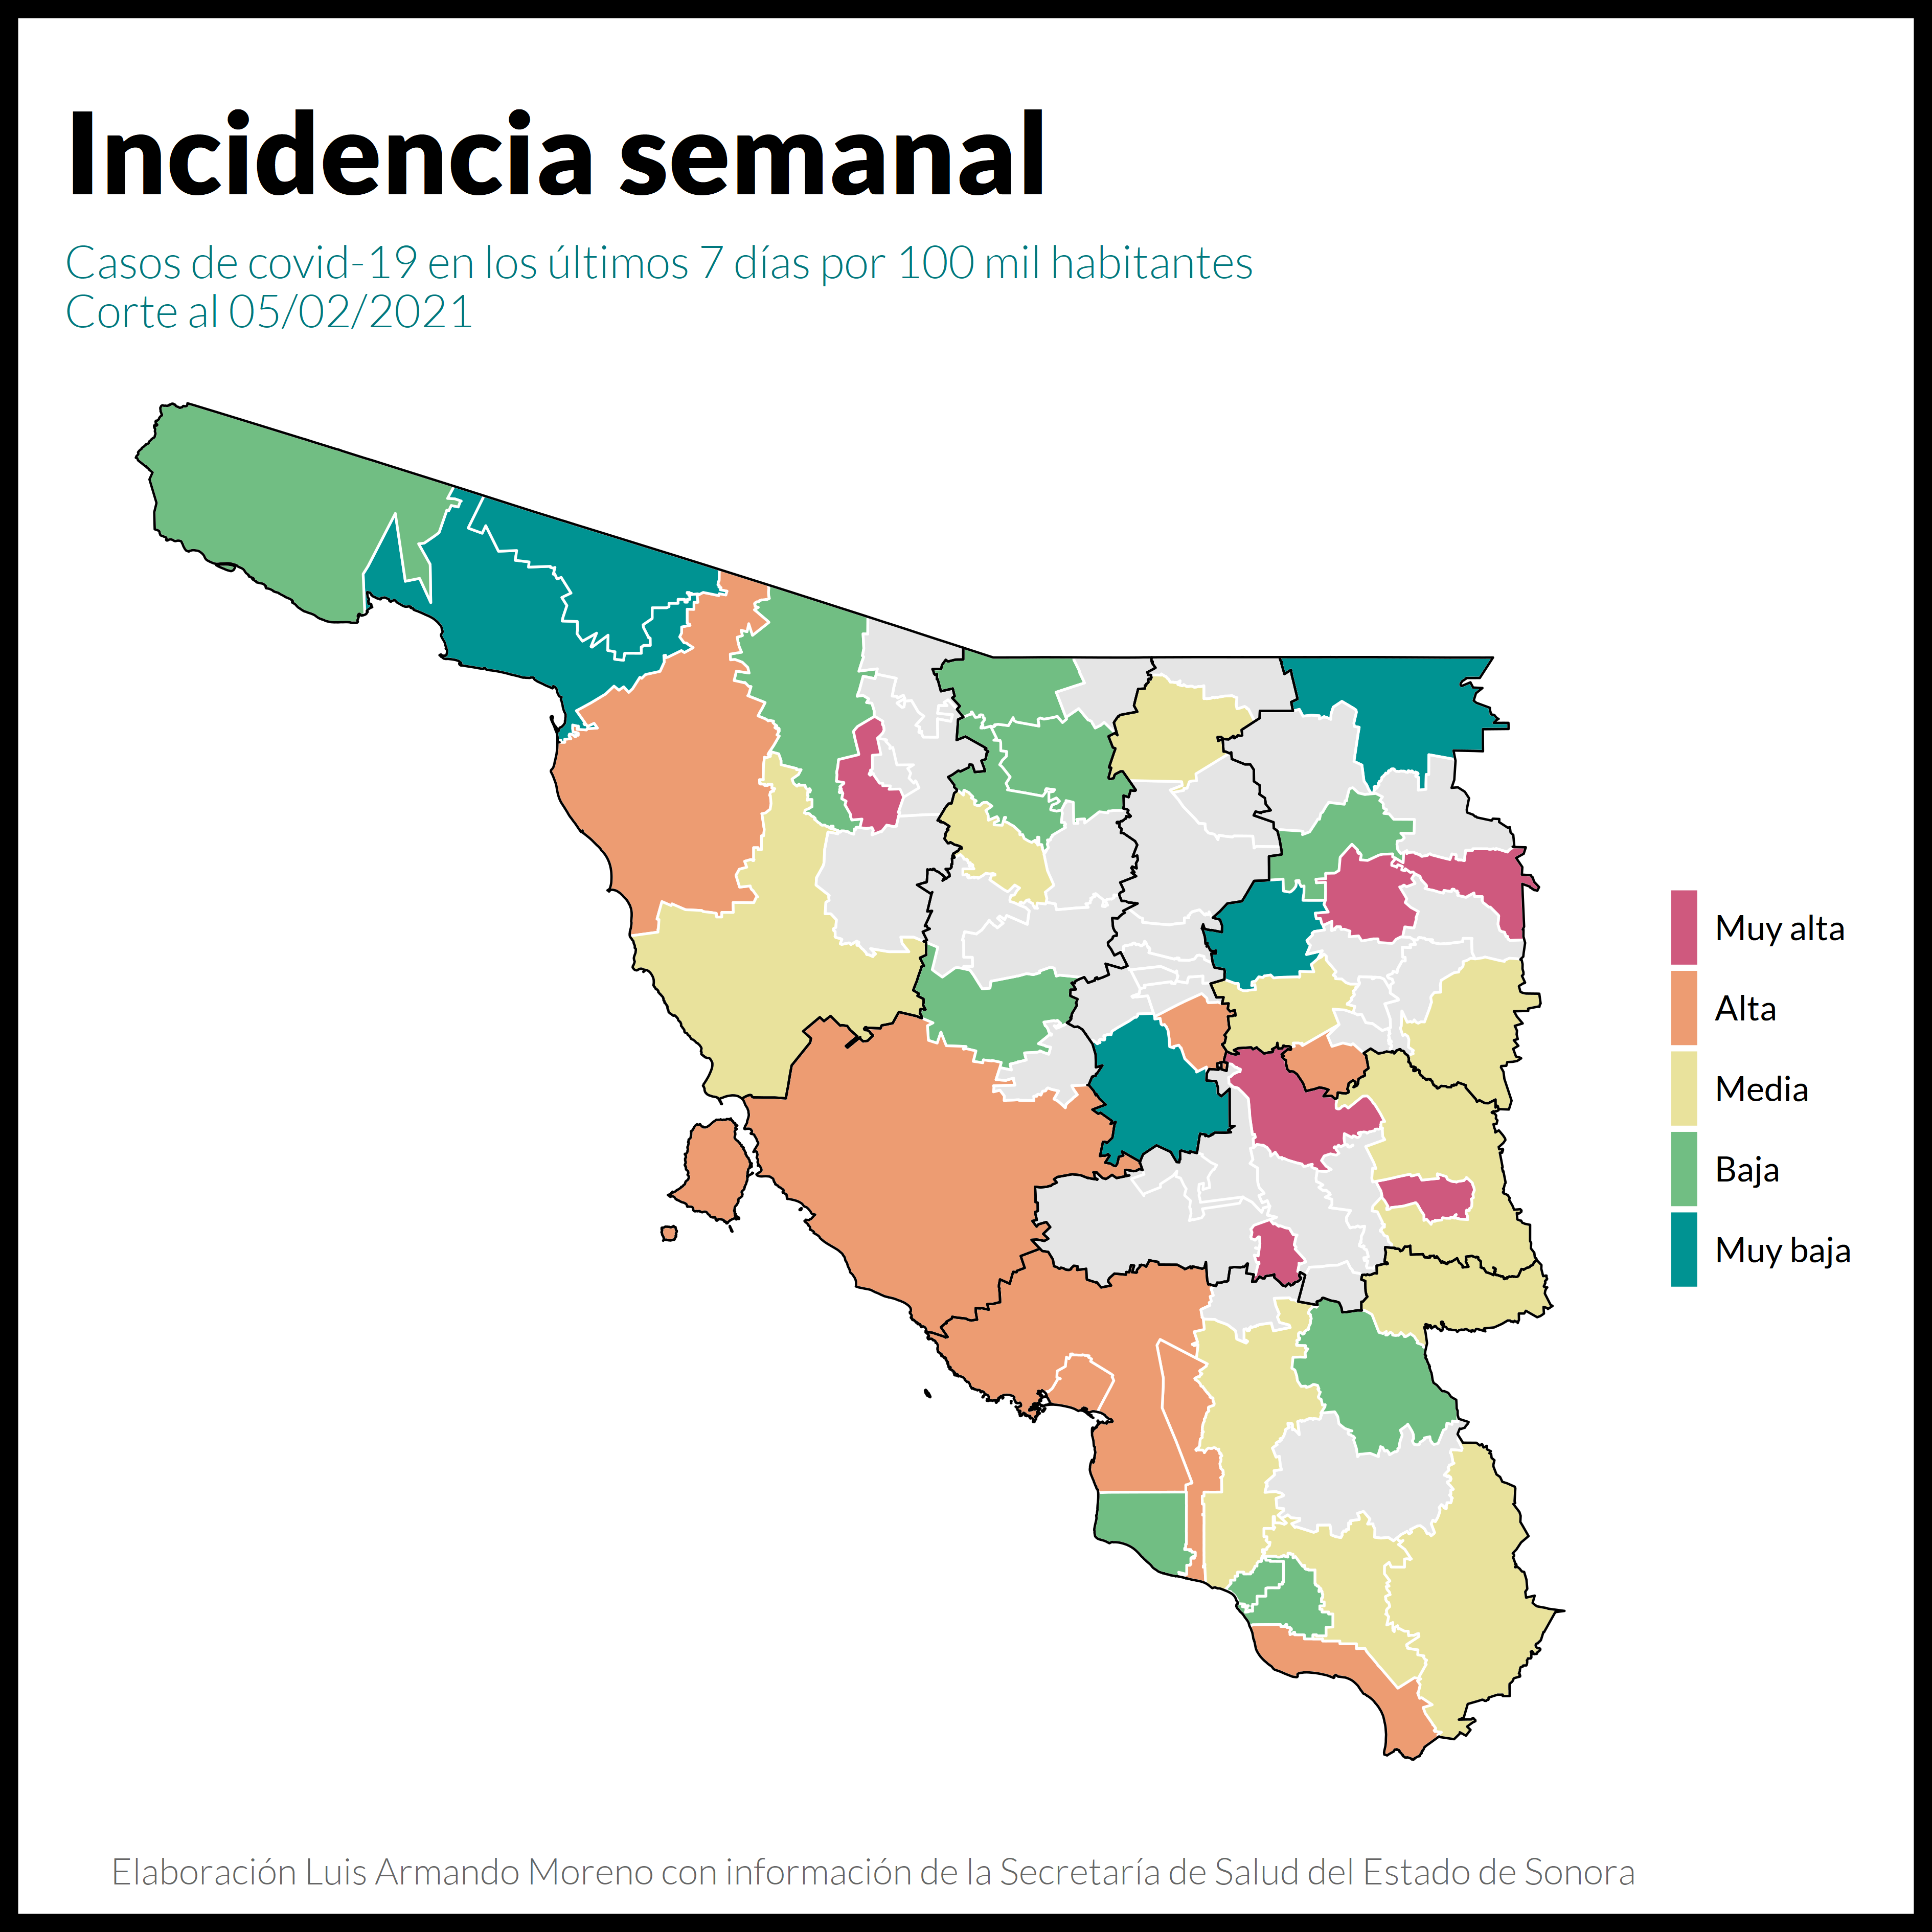 Incidencia semanal
Casos de covid-19 en los últimos 7 días por 100 mil habitantes
Corte al 05/02/2021
Muy alta
Alta
Media
Baja
Muy baja
Elaboración Luis Armando Moreno con información de la Secretaría de Salud del Estado de Sonora